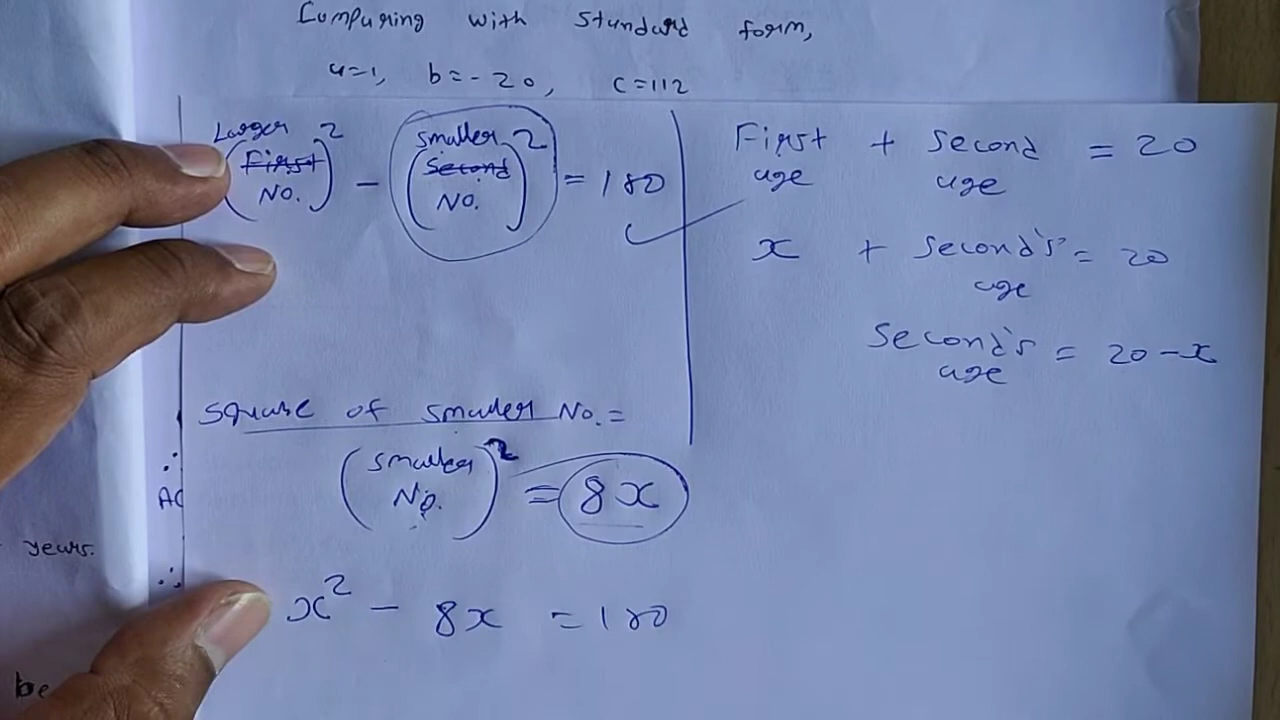 Comparing with standard form,
a=1, b=-20, c=112
Larger
(First No.)² - (smaller Second No.)² = 180
First age + Second age = 20
x + Second's age = 20
Second's age = 20-x
Square of smaller No. =
(smaller No.)² = 8x
∴
AC
years.
∴
x² - 8x = 180
be